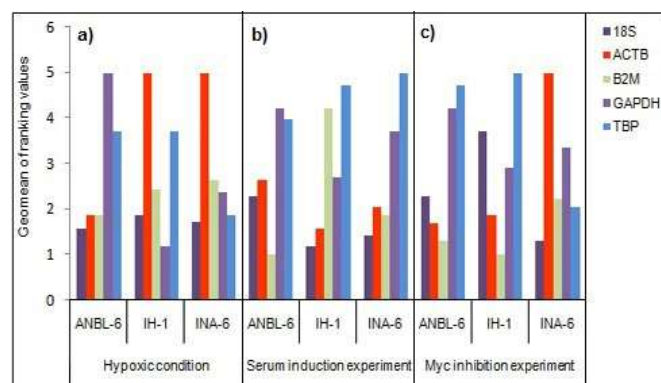 6
5
4
3
2
1
0
Geomean of ranking values
a)
b)
c)
18S
ACTB
B2M
GAPDH
TBP
ANBL-6 IH-1 INA-6 ANBL-6 IH-1 INA-6 ANBL-6 IH-1 INA-6
Hypoxic condition Serum induction experiment Myc inhibition experiment